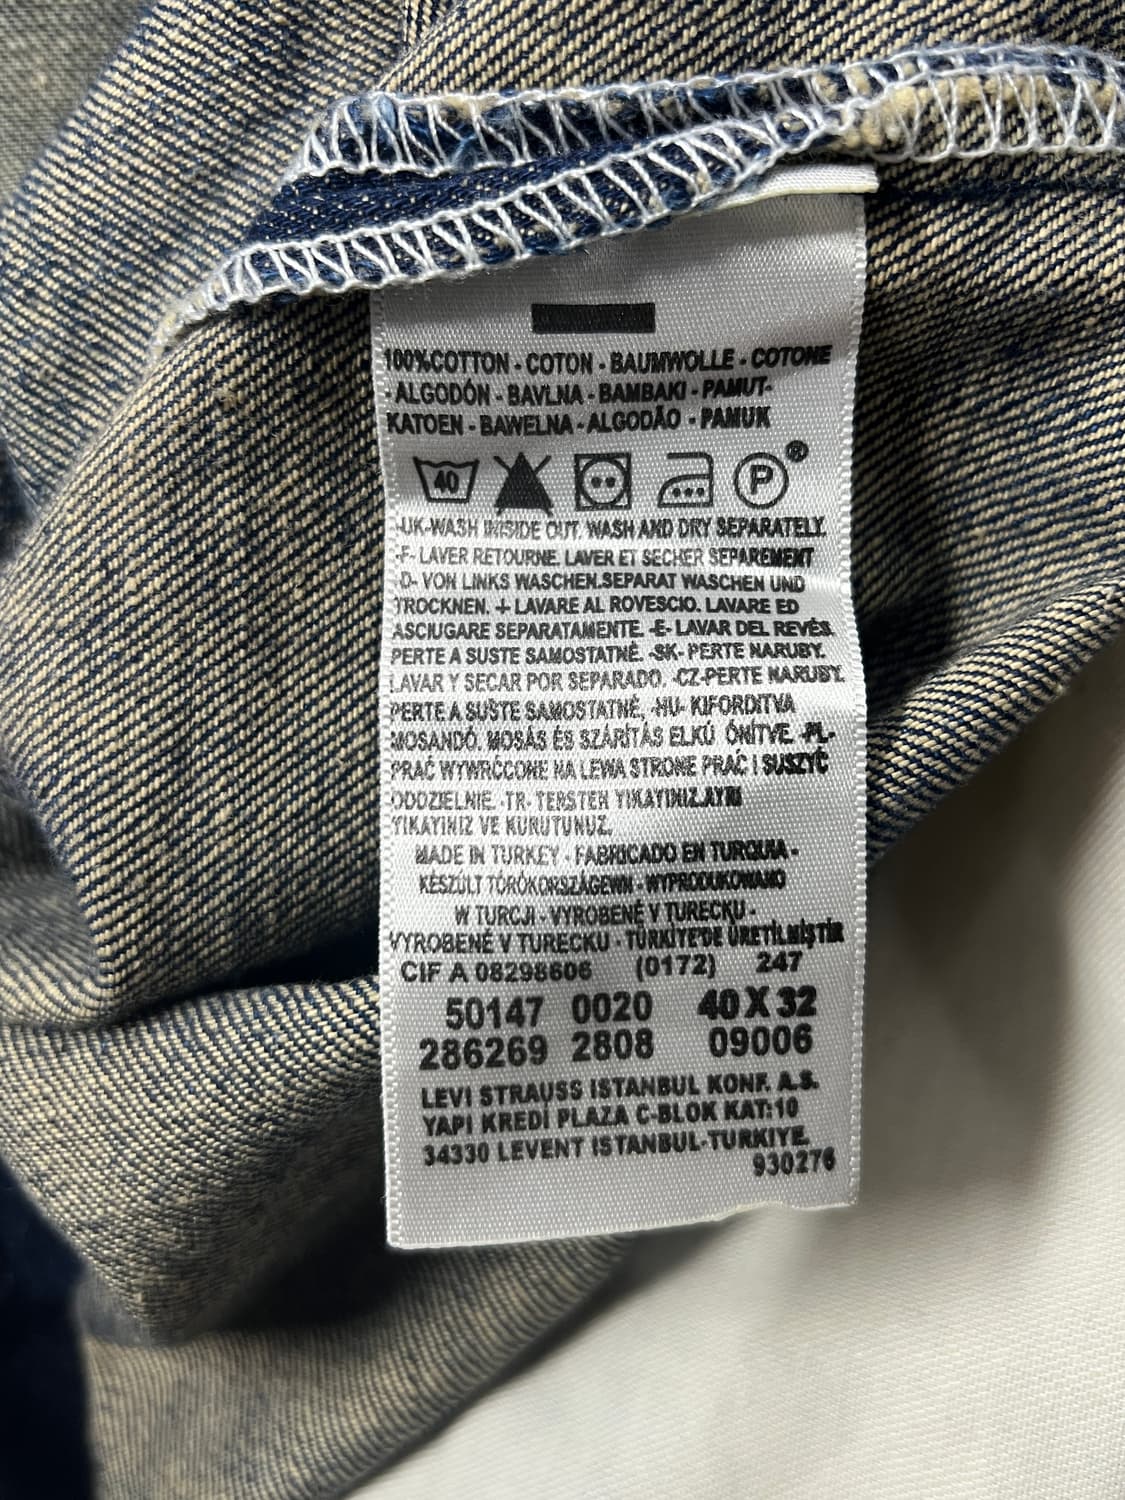 100%COTTON - COTON - BAUMWOLLE - COTONE
- ALGODÓN - BAVLNA - BAMBAKI - PAMUT-
KATOEN - BAWELNA - ALGODÃO - PAMUK
40 P ®
-UK-WASH INISIDE OUT. WASH AND DRY SEPARATELY.
-F- LAVER RETOURNE. LAVER ET SECHER SEPAREMENT
-D- VON LINKS WASCHEN.SEPARAT WASCHEN UND
TROCKNEN. -I- LAVARE AL ROVESCIO. LAVARE ED
ASCIUGARE SEPARATAMENTE. -E- LAVAR DEL REVÉS.
PERTE A SUSTE SAMOSTATNÉ. -SK- PERTE NARUBY.
LAVAR Y SECAR POR SEPARADO. -CZ-PERTE NARUBY.
PERTE A SUŠTE SAMOSTATNÉ, -HU- KIFORDITVA
MOSANDÓ. MOSÁS ÉS SZÁRÍTÁS ELKÜ ÖNÍTVE. -PL-
PRAĆ WYWRÓCONE NA LEWA STRONE PRAĆ I SUSZYĆ
ODDZIELNIE. -TR- TERSTEN YIKAYINIZ.AYRI
YIKAYINIZ VE KURUTUNUZ.
MADE IN TURKEY - FABRICADO EN TURQUIA -
KESZÜLT TÖRÖKORSZÁGEWN - WYPRODUKOWANO
W TURCJI - VYROBENÉ V TURECKU -
VYROBENÉ V TURECKU - TÜRKİYE'DE ÜRETİLMİŞTİR
CIF A 08298606 (0172) 247
50147 0020 40 X 32
286269 2808 09006
LEVI STRAUSS ISTANBUL KONF. A.S.
YAPI KREDİ PLAZA C-BLOK KAT:10
34330 LEVENT ISTANBUL-TURKIYE.
930276